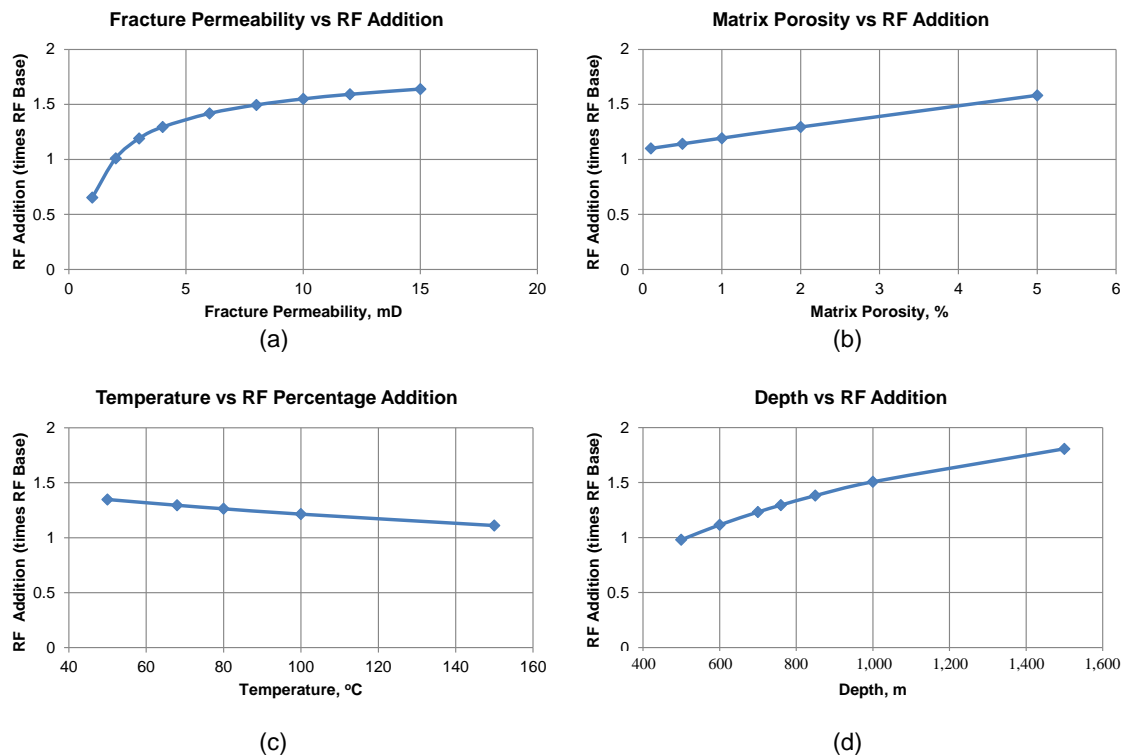 Fracture Permeability vs RF Addition
RF Addition (times RF Base)
2
1.5
1
0.5
0
0 5 10 15 20
Fracture Permeability, mD
(a)
Matrix Porosity vs RF Addition
RF Addition (times RF Base)
2
1.5
1
0.5
0
0 1 2 3 4 5 6
Matrix Porosity, %
(b)
Temperature vs RF Percentage Addition
RF Addition (times RF Base)
2
1.5
1
0.5
0
40 60 80 100 120 140 160
Temperature, ºC
(c)
Depth vs RF Addition
RF Addition (times RF Base)
2
1.5
1
0.5
0
400 600 800 1,000 1,200 1,400 1,600
Depth, m
(d)